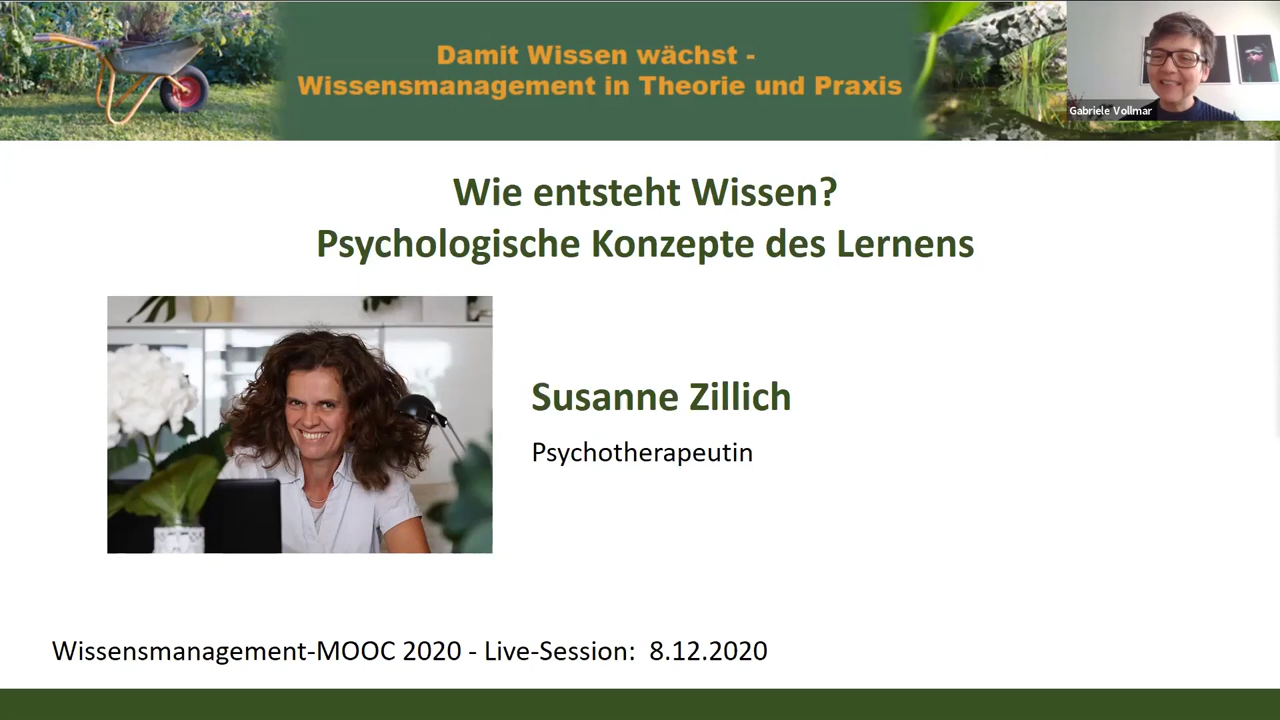 Damit Wissen wächst -
Wissensmanagement in Theorie und Praxis
Gabriele Vollmar
Wie entsteht Wissen?
Psychologische Konzepte des Lernens
Susanne Zillich
Psychotherapeutin
Wissensmanagement-MOOC 2020 - Live-Session: 8.12.2020